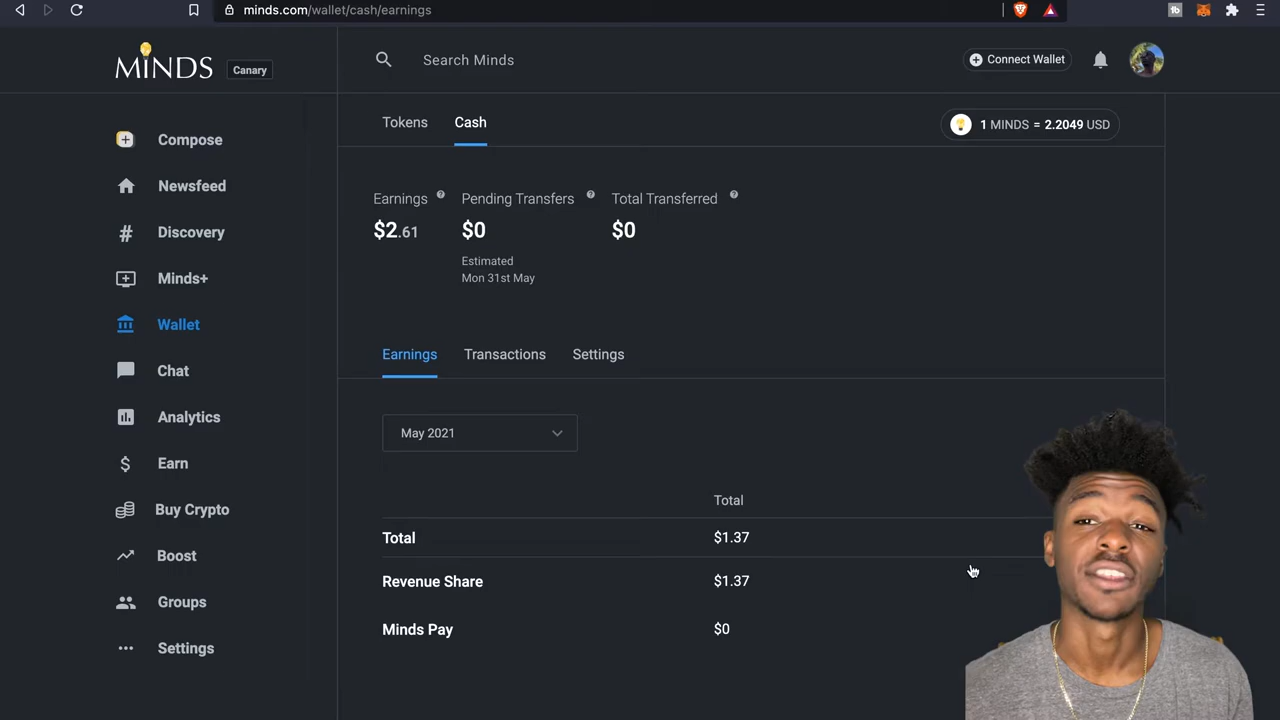 minds.com/wallet/cash/earnings
MINDS
Canary
Search Minds
Connect Wallet
Compose
Newsfeed
Discovery
Minds+
Wallet
Chat
Analytics
Earn
Buy Crypto
Boost
Groups
Settings
Tokens Cash
1 MINDS = 2.2049 USD
Earnings ? Pending Transfers ? Total Transferred ?
$2.61 $0 $0
Estimated
Mon 31st May
Earnings Transactions Settings
May 2021
Total
Total $1.37
Revenue Share $1.37
Minds Pay $0